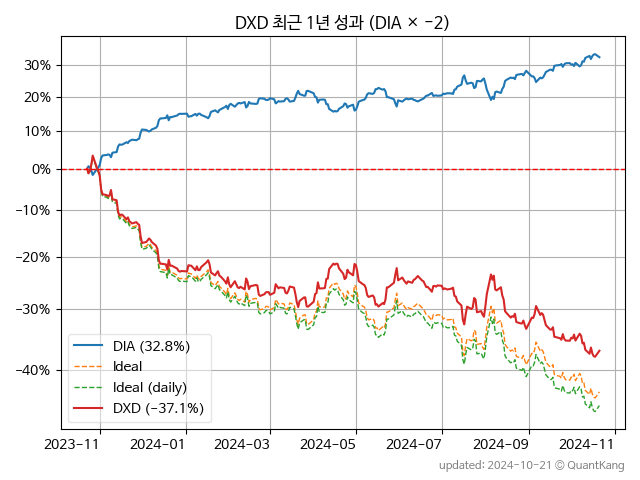 DXD 최근 1년 성과 (DIA × −2)
30%
20%
10%
0%
−10%
−20%
−30%
−40%
DIA (32.8%)
Ideal
Ideal (daily)
DXD (−37.1%)
2023-11 2024-01 2024-03 2024-05 2024-07 2024-09 2024-11
updated: 2024-10-21 © QuantKang